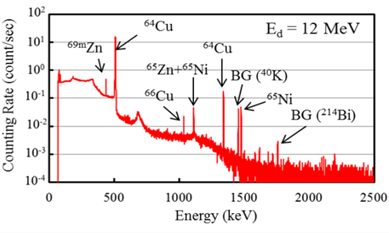 10²
E_d = 12 MeV
⁶⁴Cu
10¹
⁶⁹ᵐZn
⁶⁴Cu
10⁰
⁶⁵Zn+⁶⁵Ni
BG (⁴⁰K)
10⁻¹
⁶⁶Cu
⁶⁵Ni
10⁻²
BG (²¹⁴Bi)
10⁻³
10⁻⁴
Counting Rate (count/sec)
0 500 1000 1500 2000 2500
Energy (keV)